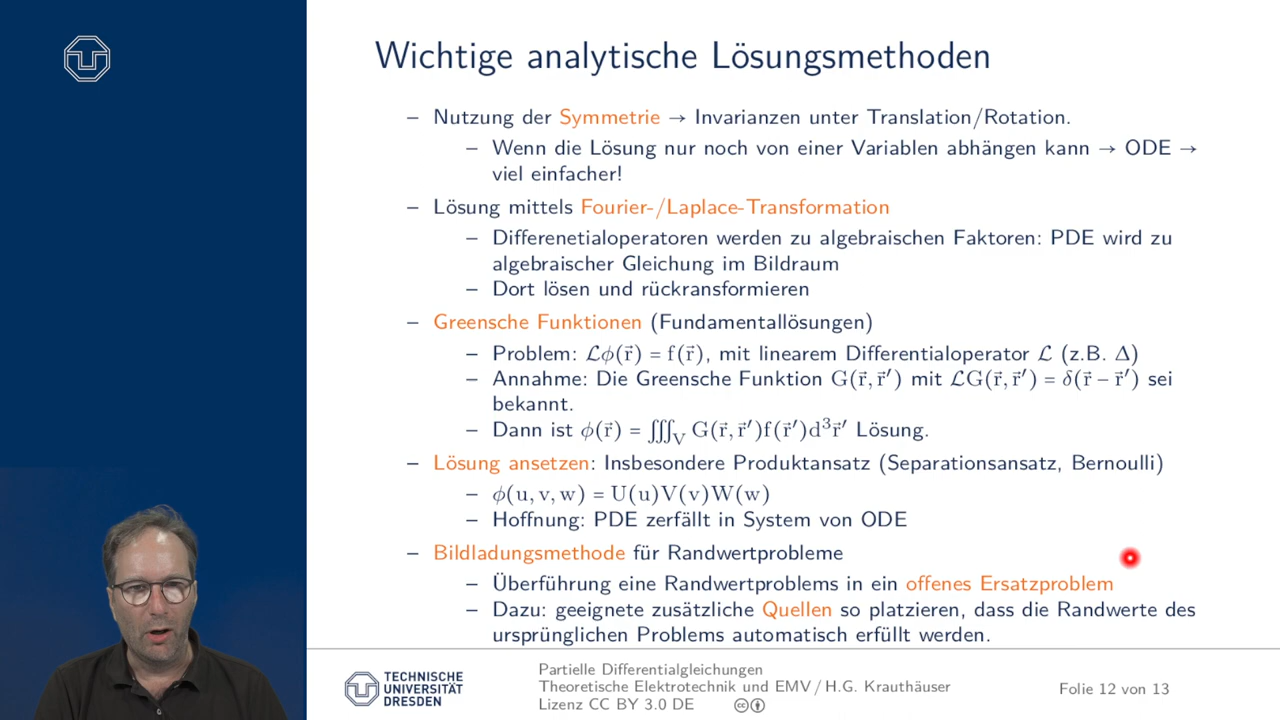 Wichtige analytische Lösungsmethoden
– Nutzung der Symmetrie → Invarianzen unter Translation/Rotation.
– Wenn die Lösung nur noch von einer Variablen abhängen kann → ODE →
viel einfacher!
– Lösung mittels Fourier-/Laplace-Transformation
– Differenetialoperatoren werden zu algebraischen Faktoren: PDE wird zu
algebraischer Gleichung im Bildraum
– Dort lösen und rücktransformieren
– Greensche Funktionen (Fundamentallösungen)
– Problem: ℒϕ(r⃗) = f(r⃗), mit linearem Differentialoperator ℒ (z.B. Δ)
– Annahme: Die Greensche Funktion G(r⃗, r⃗′) mit ℒG(r⃗, r⃗′) = δ(r⃗ − r⃗′) sei
bekannt.
– Dann ist ϕ(r⃗) = ∭_V G(r⃗, r⃗′)f(r⃗′)d³r⃗′ Lösung.
– Lösung ansetzen: Insbesondere Produktansatz (Separationsansatz, Bernoulli)
– ϕ(u, v, w) = U(u)V(v)W(w)
– Hoffnung: PDE zerfällt in System von ODE
– Bildladungsmethode für Randwertprobleme
– Überführung eine Randwertproblems in ein offenes Ersatzproblem
– Dazu: geeignete zusätzliche Quellen so platzieren, dass die Randwerte des
ursprünglichen Problems automatisch erfüllt werden.
TECHNISCHE
UNIVERSITÄT
DRESDEN
Partielle Differentialgleichungen
Theoretische Elektrotechnik und EMV / H.G. Krauthäuser
Lizenz CC BY 3.0 DE
Folie 12 von 13